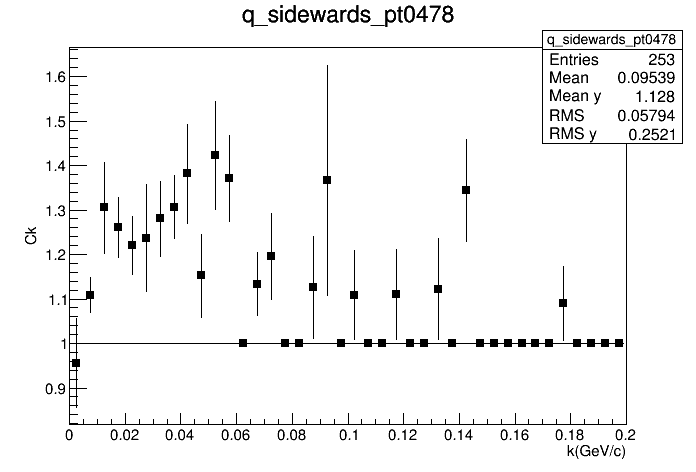 q_sidewards_pt0478
q_sidewards_pt0478
Entries 253
Mean 0.09539
Mean y 1.128
RMS 0.05794
RMS y 0.2521
Ck
1.6
1.5
1.4
1.3
1.2
1.1
1
0.9
0 0.02 0.04 0.06 0.08 0.1 0.12 0.14 0.16 0.18 0.2
k(GeV/c)